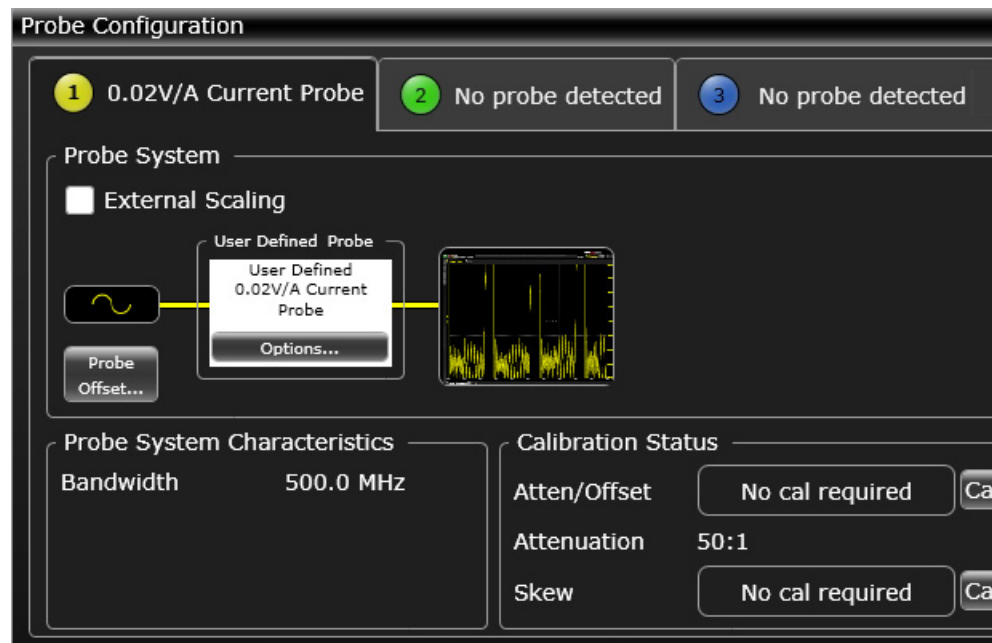 Probe Configuration
1 0.02V/A Current Probe
2 No probe detected
3 No probe detected
Probe System
External Scaling
User Defined Probe
User Defined
0.02V/A Current
Probe
Options...
Probe
Offset...
Probe System Characteristics
Bandwidth 500.0 MHz
Calibration Status
Atten/Offset No cal required Ca
Attenuation 50:1
Skew No cal required Ca